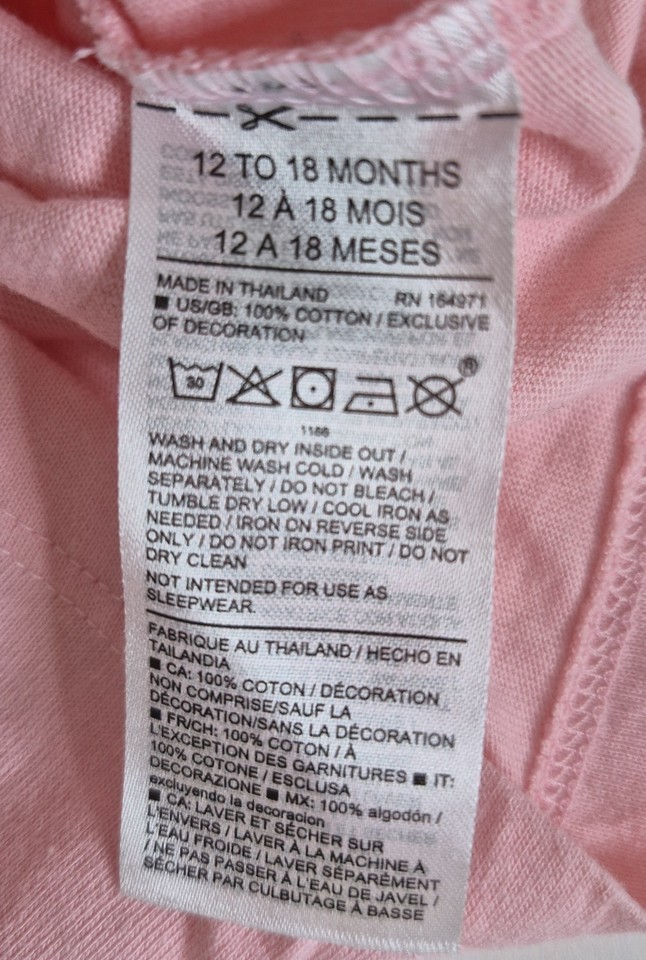 12 TO 18 MONTHS
12 À 18 MOIS
12 A 18 MESES
MADE IN THAILAND RN 164971
■ US/GB: 100% COTTON / EXCLUSIVE
OF DECORATION
30
®
1166
WASH AND DRY INSIDE OUT /
MACHINE WASH COLD / WASH
SEPARATELY / DO NOT BLEACH /
TUMBLE DRY LOW / COOL IRON AS
NEEDED / IRON ON REVERSE SIDE
ONLY / DO NOT IRON PRINT / DO NOT
DRY CLEAN
NOT INTENDED FOR USE AS
SLEEPWEAR.
FABRIQUE AU THAILAND / HECHO EN
TAILANDIA
■ CA: 100% COTON / DÉCORATION
NON COMPRISE/SAUF LA
DÉCORATION/SANS LA DÉCORATION
■ FR/CH: 100% COTON / À
L'EXCEPTION DES GARNITURES ■ IT:
100% COTONE / ESCLUSA
DECORAZIONE ■ MX: 100% algodón /
excluyendo la decoracion
■ CA: LAVER ET SÉCHER SUR
L'ENVERS / LAVER À LA MACHINE À
L'EAU FROIDE / LAVER SÉPARÉMENT
/ NE PAS PASSER À L'EAU DE JAVEL /
SÉCHER PAR CULBUTAGE À BASSE